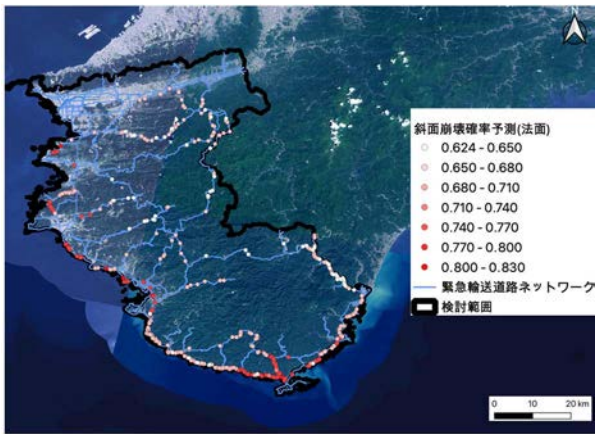 斜面崩壊確率予測(法面)
0.624 - 0.650
0.650 - 0.680
0.680 - 0.710
0.710 - 0.740
0.740 - 0.770
0.770 - 0.800
0.800 - 0.830
緊急輸送道路ネットワーク
検討範囲
0 10 20 km